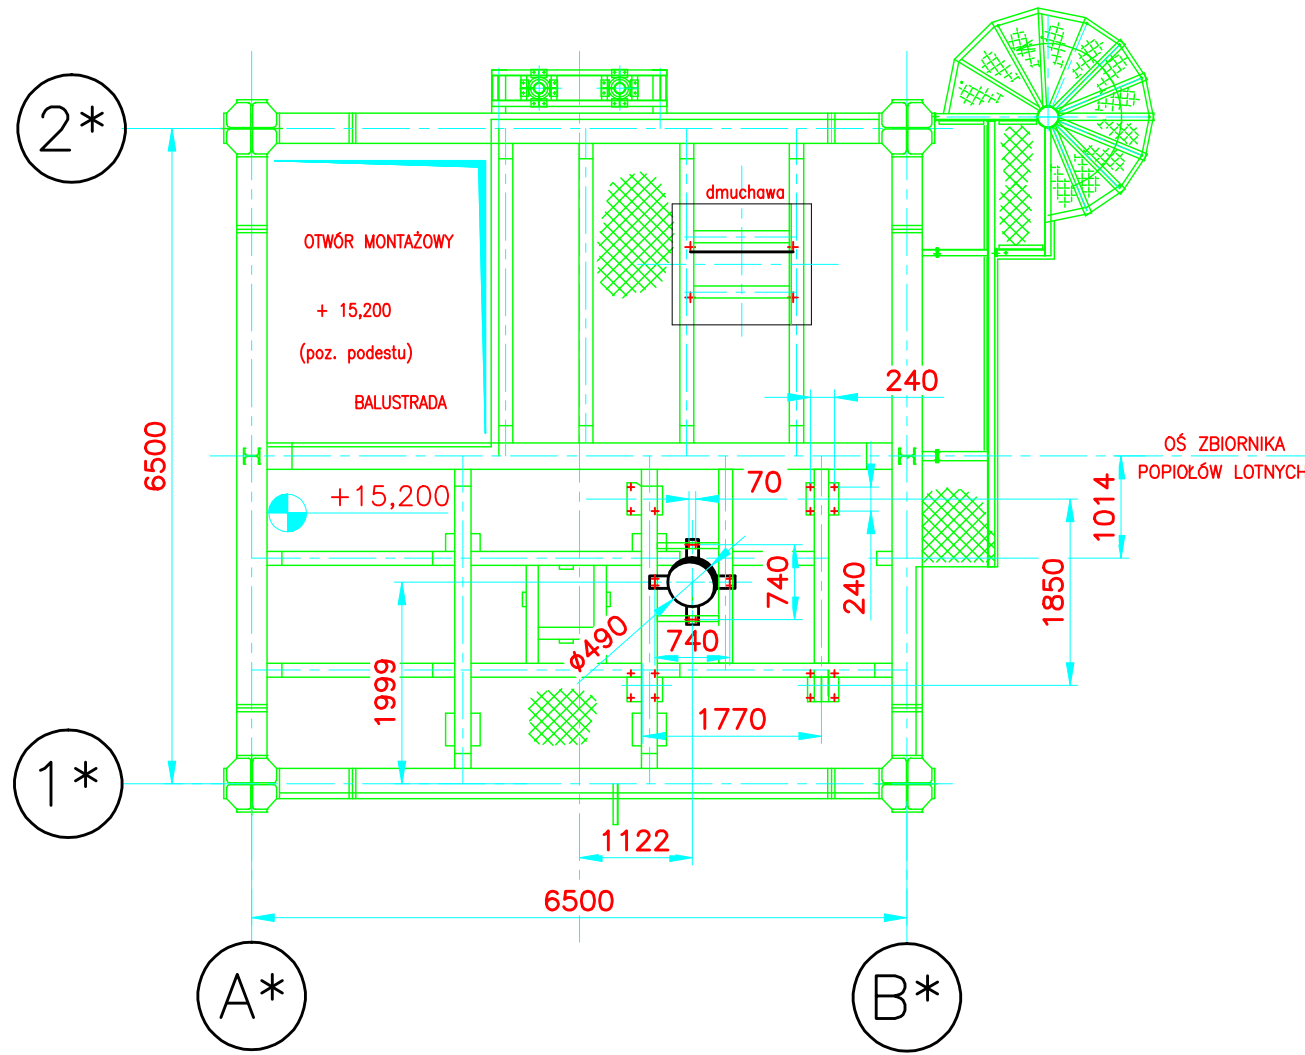 2*
dmuchawa
OTWÓR MONTAŻOWY
+ 15,200
(poz. podestu)
BALUSTRADA
240
6500
OŚ ZBIORNIKA
POPIOŁÓW LOTNYCH
+15,200
70
1014
740
240
1850
ø490
740
1999
1770
1*
1122
6500
A*
B*